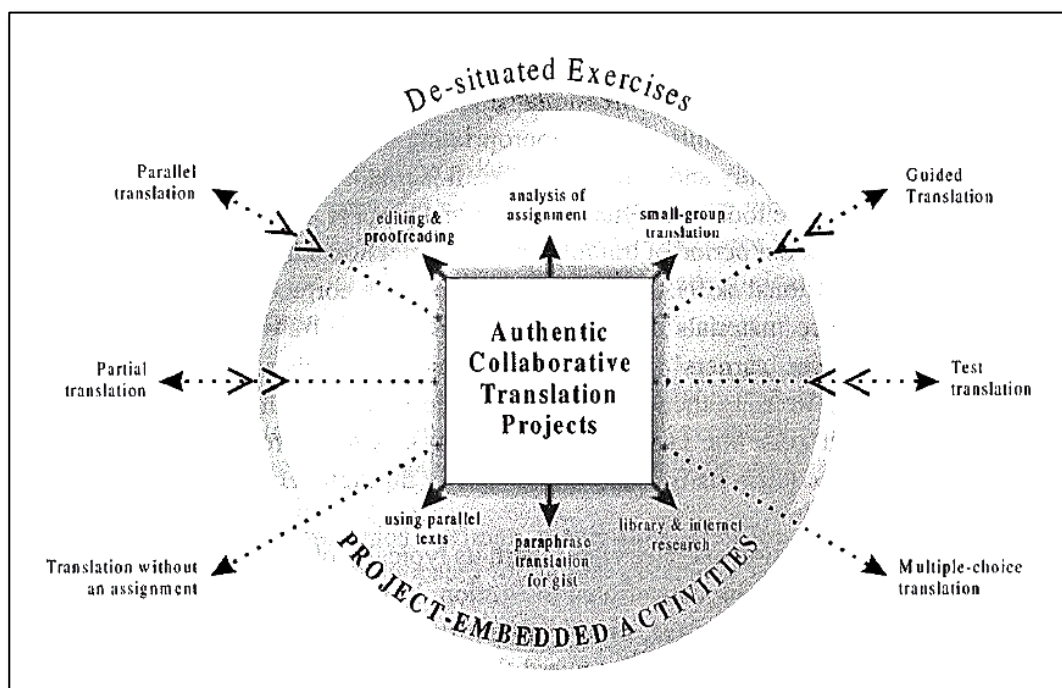 De-situated Exercises
Parallel
translation
editing &
proofreading
analysis of
assignment
small-group
translation
Guided
Translation
Partial
translation
Authentic
Collaborative
Translation
Projects
Test
translation
Translation without
an assignment
using parallel
texts
paraphrase
translation
for gist
library & internet
research
Multiple-choice
translation
PROJECT-EMBEDDED ACTIVITIES